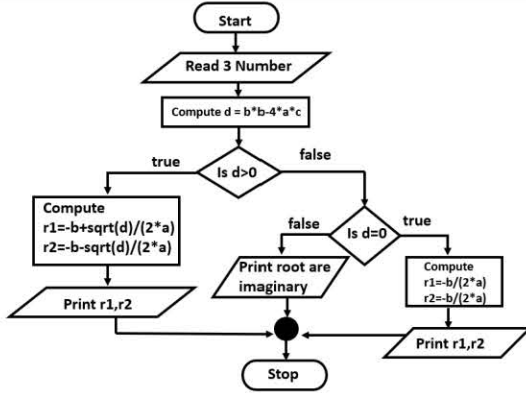 Start
Read 3 Number
Compute d = b*b-4*a*c
true
false
Is d>0
Compute
r1=-b+sqrt(d)/(2*a)
r2=-b-sqrt(d)/(2*a)
false
true
Is d=0
Print root are
imaginary
Compute
r1=-b/(2*a)
r2=-b/(2*a)
Print r1,r2
Print r1,r2
Stop